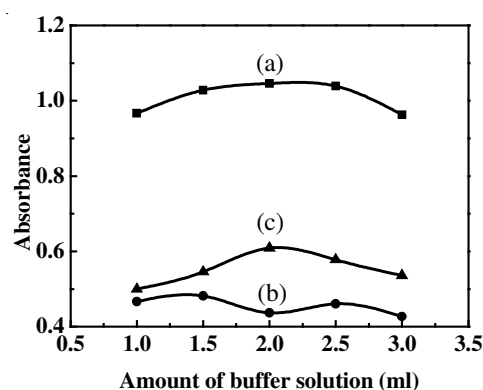 1.2
(a)
1.0
Absorbance
0.8
(c)
0.6
(b)
0.4
0.5 1.0 1.5 2.0 2.5 3.0 3.5
Amount of buffer solution (ml)